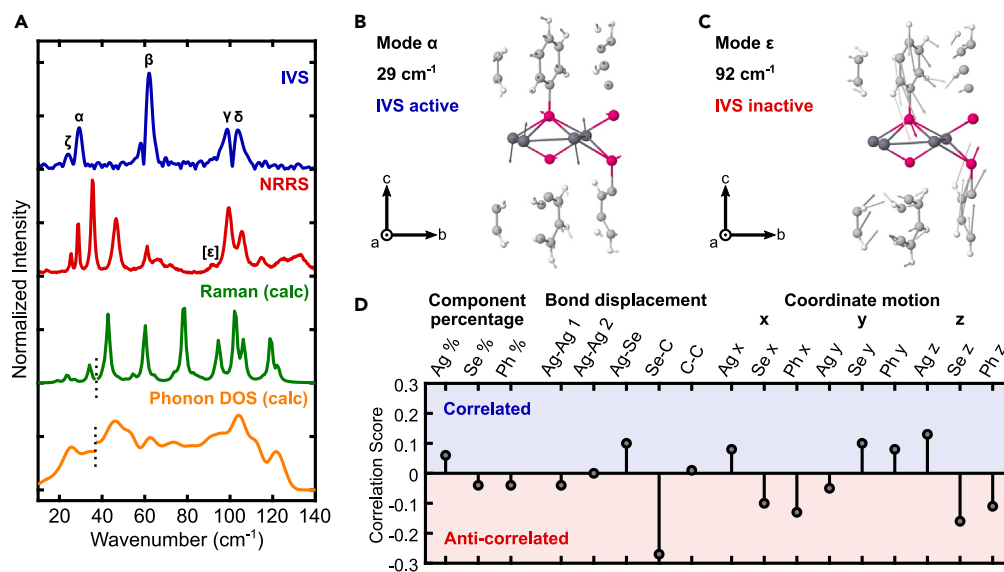 A
IVS
ζ
α
β
γ
δ
NRRS
[ε]
Raman (calc)
Phonon DOS (calc)
Normalized Intensity
20 40 60 80 100 120 140
Wavenumber (cm⁻¹)
B
Mode α
29 cm⁻¹
IVS active
c
a
b
C
Mode ε
92 cm⁻¹
IVS inactive
c
a
b
D
Component percentage
Bond displacement
Coordinate motion
x
y
z
Ag %
Se %
Ph %
Ag-Ag 1
Ag-Ag 2
Ag-Se
Se-C
C-C
Ag x
Se x
Ph x
Ag y
Se y
Ph y
Ag z
Se z
Ph z
Correlation Score
0.3
0.2
0.1
0
-0.1
-0.2
-0.3
Correlated
Anti-correlated